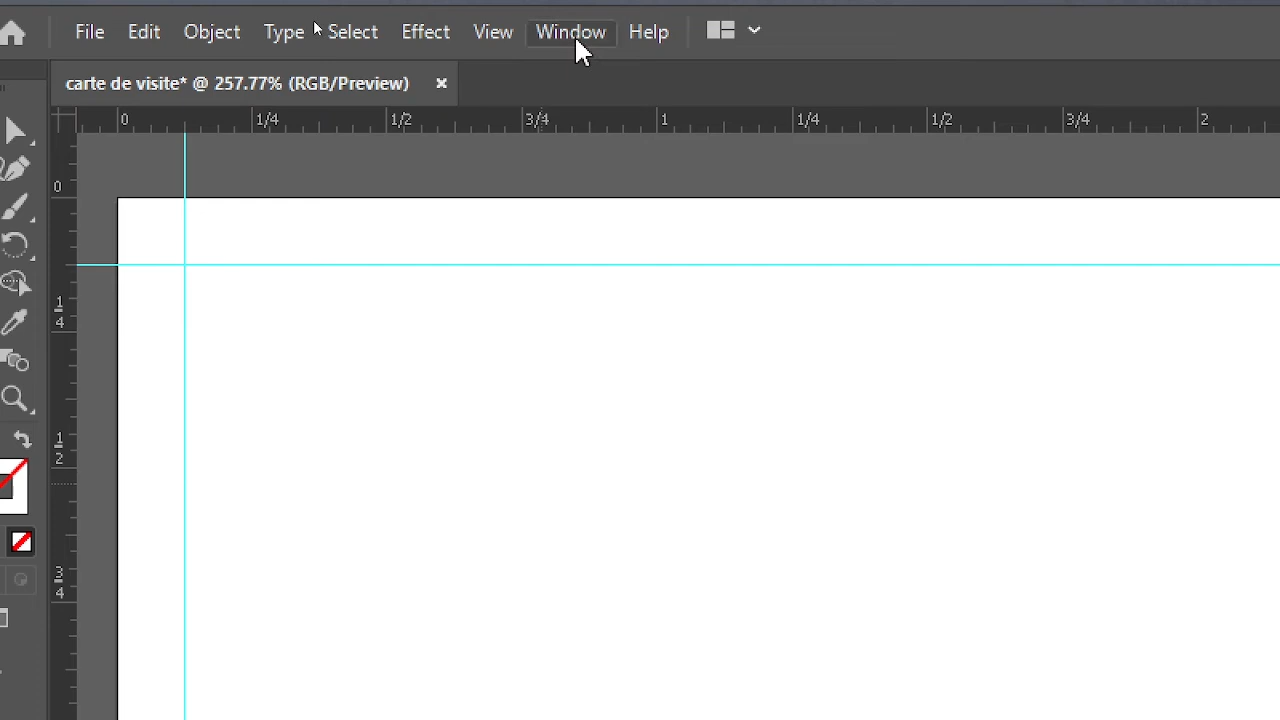 File Edit Object Type Select Effect View Window Help
carte de visite* @ 257.77% (RGB/Preview) ×
0 1/4 1/2 3/4 1 1/4 1/2 3/4 2
0
1
4
1
2
3
4